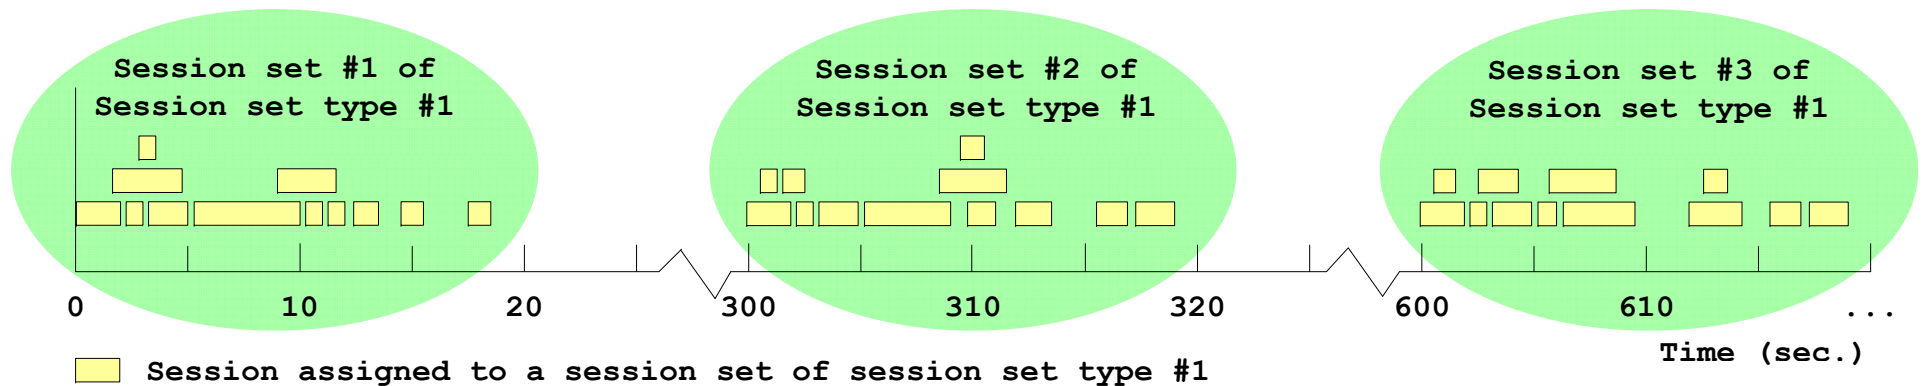 Session set #1 of
Session set type #1
Session set #2 of
Session set type #1
Session set #3 of
Session set type #1
0 10 20 300 310 320 600 610 ...
Time (sec.)
Session assigned to a session set of session set type #1